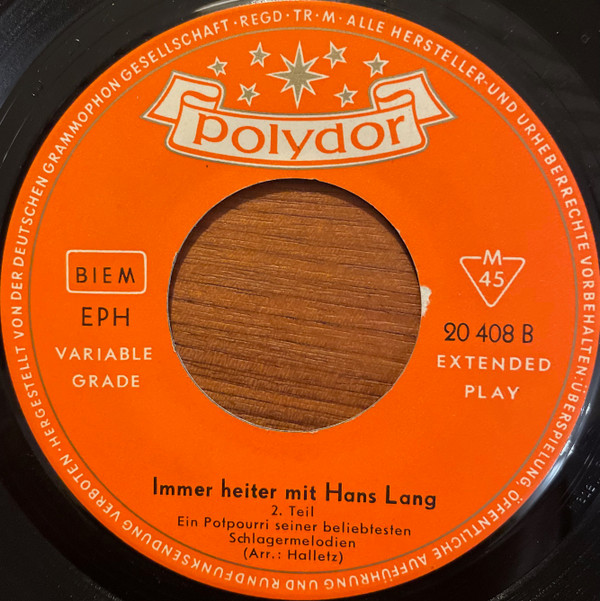 HERGESTELLT VON DER DEUTSCHEN GRAMMOPHON GESELLSCHAFT · REGD · TR · M · ALLE HERSTELLER- UND URHEBERRECHTE VORBEHALTEN: ÜBERSPIELUNG, ÖFFENTLICHE AUFFÜHRUNG UND RUNDFUNKSENDUNG VERBOTEN ·
polydor
BIEM
EPH
VARIABLE
GRADE
M
45
20 408 B
EXTENDED
PLAY
Immer heiter mit Hans Lang
2. Teil
Ein Potpourri seiner beliebtesten
Schlagermelodien
(Arr.: Halletz)